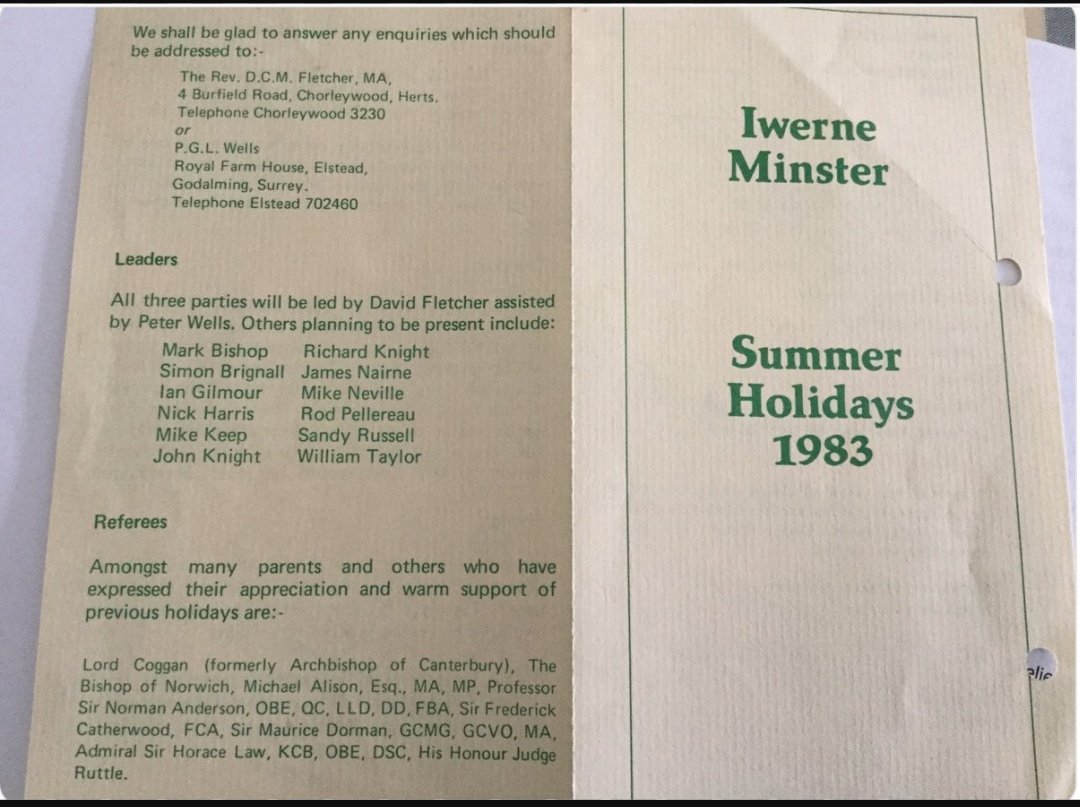 We shall be glad to answer any enquiries which should
be addressed to:-
The Rev. D.C.M. Fletcher, MA,
4 Burfield Road, Chorleywood, Herts.
Telephone Chorleywood 3230
or
P.G.L. Wells
Royal Farm House, Elstead,
Godalming, Surrey.
Telephone Elstead 702460
Leaders
All three parties will be led by David Fletcher assisted
by Peter Wells. Others planning to be present include:
Mark Bishop Richard Knight
Simon Brignall James Nairne
Ian Gilmour Mike Neville
Nick Harris Rod Pellereau
Mike Keep Sandy Russell
John Knight William Taylor
Referees
Amongst many parents and others who have
expressed their appreciation and warm support of
previous holidays are:-
Lord Coggan (formerly Archbishop of Canterbury), The
Bishop of Norwich, Michael Alison, Esq., MA, MP, Professor
Sir Norman Anderson, OBE, QC, LLD, DD, FBA, Sir Frederick
Catherwood, FCA, Sir Maurice Dorman, GCMG, GCVO, MA,
Admiral Sir Horace Law, KCB, OBE, DSC, His Honour Judge
Ruttle.
Iwerne
Minster
Summer
Holidays
1983